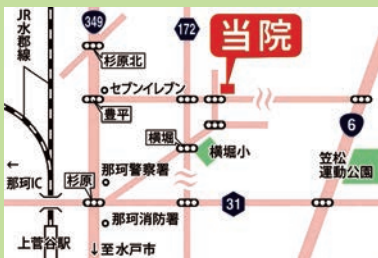 JR水郡線
349
172
当院
杉原北
セブンイレブン
豊平
横堀
横堀小
6
笠松
運動公園
←
那珂IC
杉原
那珂警察署
31
那珂消防署
上菅谷駅
↓至水戸市